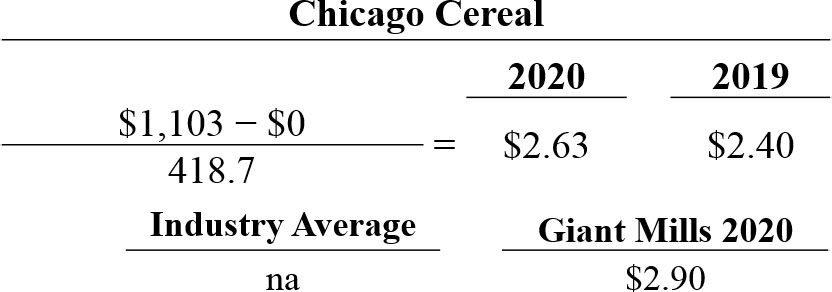 Chicago Cereal
2020 2019
$1,103 − $0
418.7
= $2.63 $2.40
Industry Average Giant Mills 2020
na $2.90